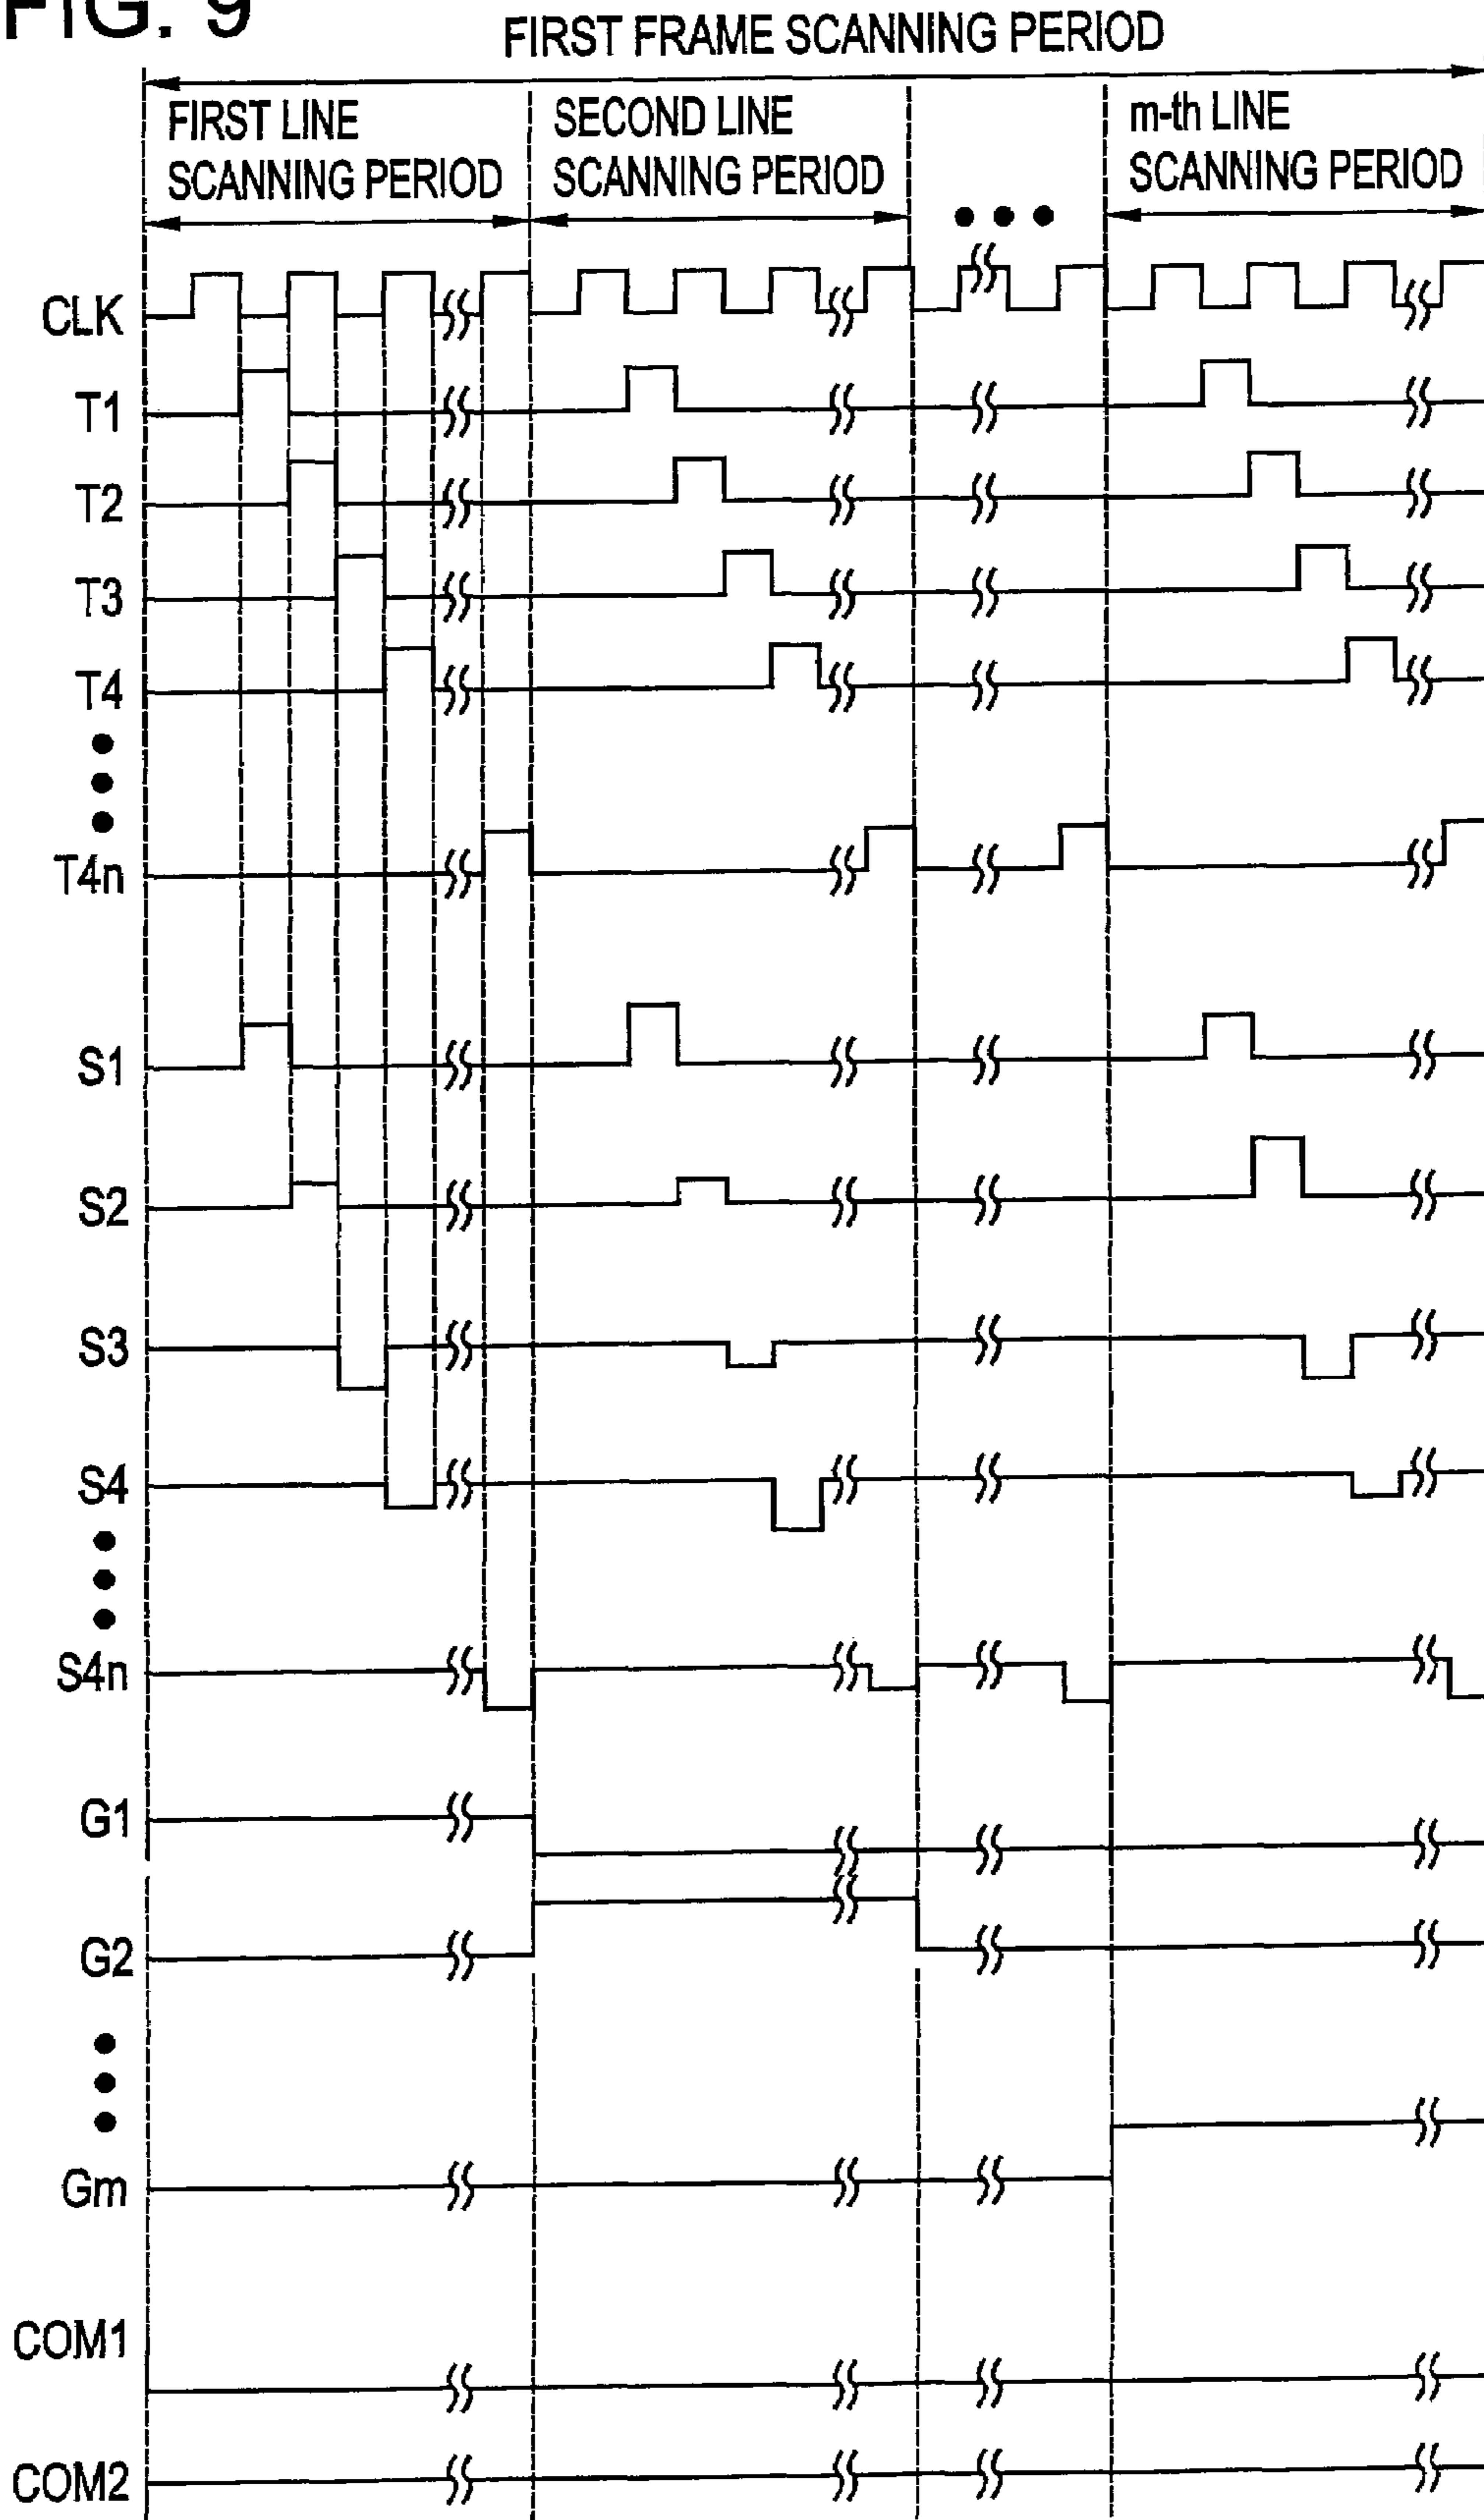 FIG. 9
FIRST FRAME SCANNING PERIOD
FIRST LINE
SCANNING PERIOD
SECOND LINE
SCANNING PERIOD
m-th LINE
SCANNING PERIOD
CLK
T1
T2
T3
T4
T4n
S1
S2
S3
S4
S4n
G1
G2
Gm
COM1
COM2